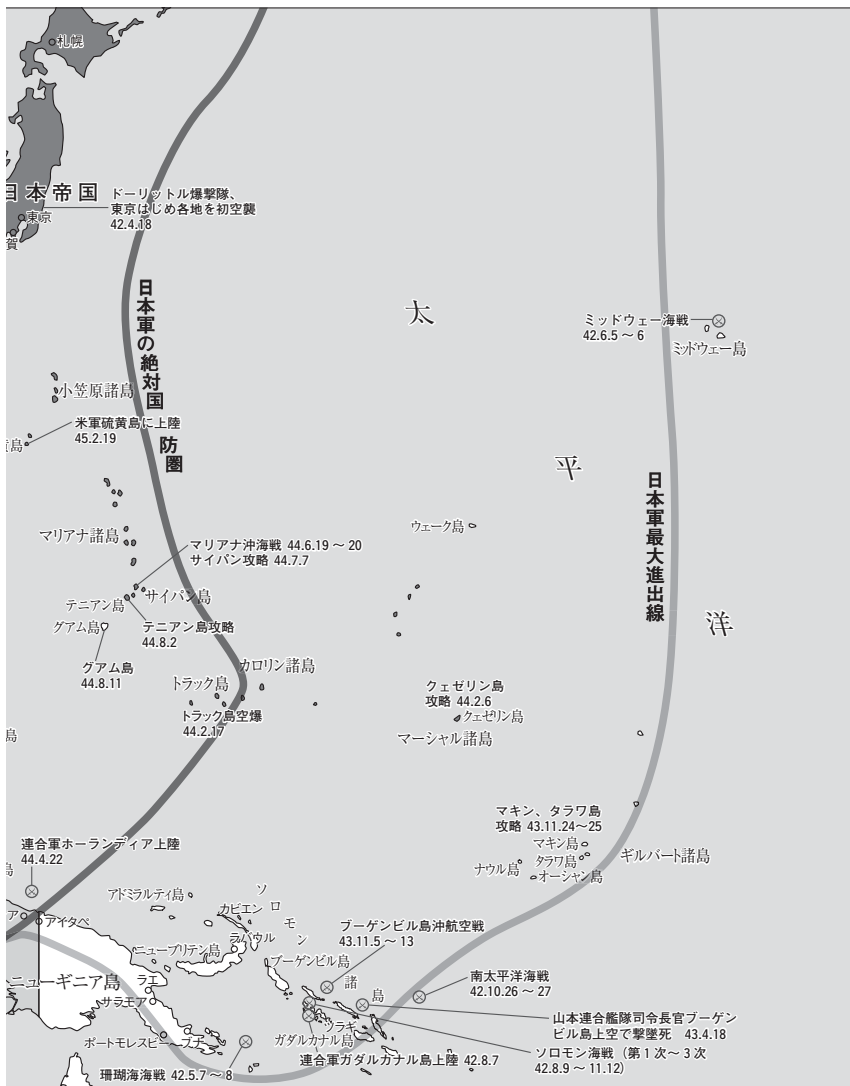 札幌
日本帝国
ドーリットル爆撃隊、
東京はじめ各地を初空襲
42.4.18
東京
賀
日本軍の絶対国防圏
太
平
洋
ミッドウェー海戦
42.6.5～6
ミッドウェー島
小笠原諸島
米軍硫黄島に上陸
45.2.19
黄島
日本軍最大進出線
ウェーク島
マリアナ諸島
マリアナ沖海戦 44.6.19～20
サイパン攻略 44.7.7
サイパン島
テニアン島
グアム島
テニアン島攻略
44.8.2
グアム島
44.8.11
カロリン諸島
トラック島
トラック島空爆
44.2.17
クェゼリン島
攻略 44.2.6
クェゼリン島
マーシャル諸島
島
マキン、タラワ島
攻略 43.11.24～25
マキン島
タラワ島
オーシャン島
ナウル島
ギルバート諸島
連合軍ホーランディア上陸
44.4.22
島
ア
アイタペ
アドミラルティ島
カビエン
ソロモン諸島
ラバウル
ニューブリテン島
ブーゲンビル島
ブーゲンビル島沖航空戦
43.11.5～13
ニューギニア島
ラエ
サラモア
南太平洋海戦
42.10.26～27
山本連合艦隊司令長官ブーゲン
ビル島上空で撃墜死 43.4.18
ツラギ
ガダルカナル島
ポートモレスビー
ブナ
ソロモン海戦（第1次～3次
42.8.9～11.12）
連合軍ガダルカナル島上陸 42.8.7
珊瑚海海戦 42.5.7～8